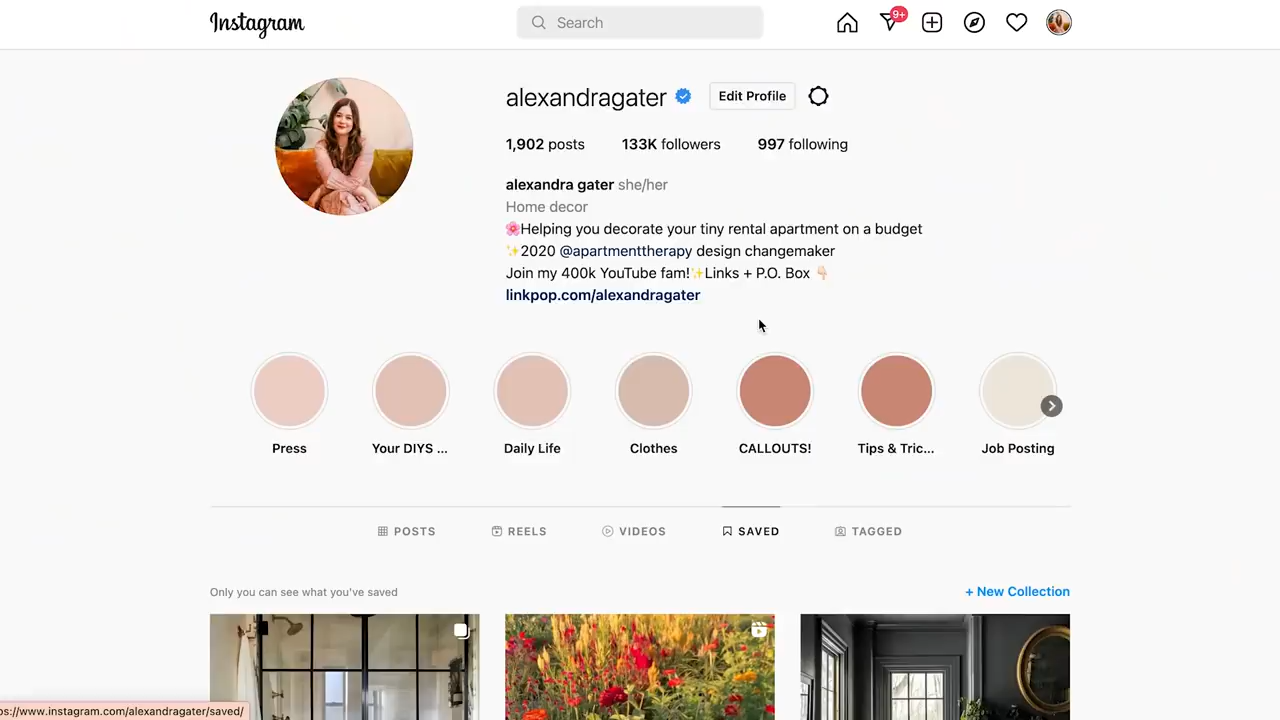 Instagram
Search
9+
alexandragater
Edit Profile
1,902 posts
133K followers
997 following
alexandra gater she/her
Home decor
🌸Helping you decorate your tiny rental apartment on a budget
✨2020 @apartmenttherapy design changemaker
Join my 400k YouTube fam!✨Links + P.O. Box 👇🏻
linkpop.com/alexandragater
Press
Your DIYS ...
Daily Life
Clothes
CALLOUTS!
Tips & Tric...
Job Posting
POSTS
REELS
VIDEOS
SAVED
TAGGED
Only you can see what you've saved
+ New Collection
ps://www.instagram.com/alexandragater/saved/